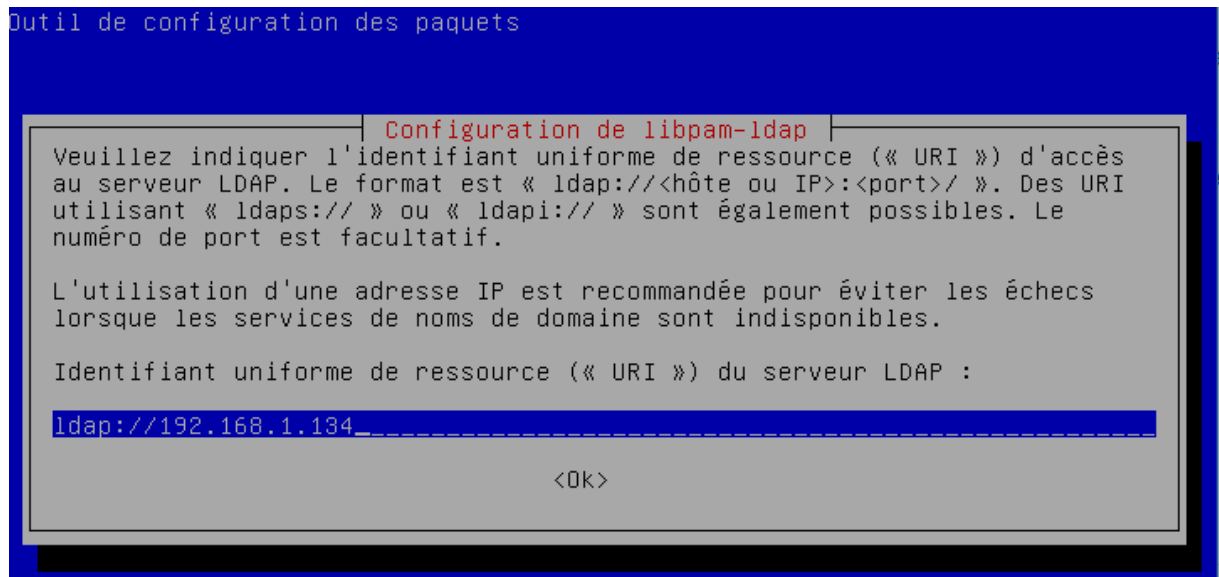 Outil de configuration des paquets
Configuration de libpam-ldap
Veuillez indiquer l'identifiant uniforme de ressource (« URI ») d'accès
au serveur LDAP. Le format est « ldap://<hôte ou IP>:<port>/ ». Des URI
utilisant « ldaps:// » ou « ldapi:// » sont également possibles. Le
numéro de port est facultatif.
L'utilisation d'une adresse IP est recommandée pour éviter les échecs
lorsque les services de noms de domaine sont indisponibles.
Identifiant uniforme de ressource (« URI ») du serveur LDAP :
ldap://192.168.1.134
<Ok>